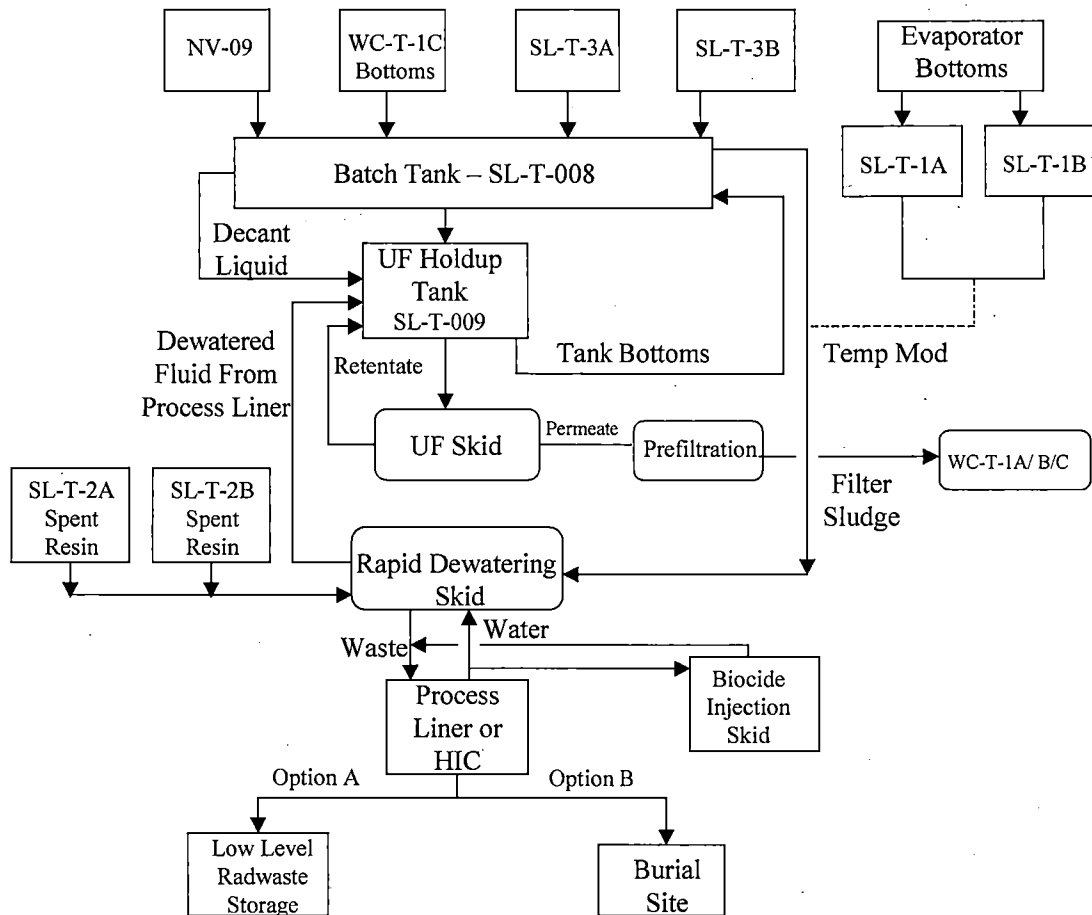 NV-09
WC-T-1C
Bottoms
SL-T-3A
SL-T-3B
Evaporator
Bottoms
Batch Tank – SL-T-008
SL-T-1A
SL-T-1B
Decant
Liquid
UF Holdup
Tank
SL-T-009
Dewatered
Fluid From
Process Liner
Retentate
Tank Bottoms
Temp Mod
UF Skid
Permeate
Prefiltration
WC-T-1A/ B/C
Filter
Sludge
SL-T-2A
Spent
Resin
SL-T-2B
Spent
Resin
Rapid Dewatering
Skid
Waste
Water
Process
Liner or
HIC
Biocide
Injection
Skid
Option A
Option B
Low Level
Radwaste
Storage
Burial
Site